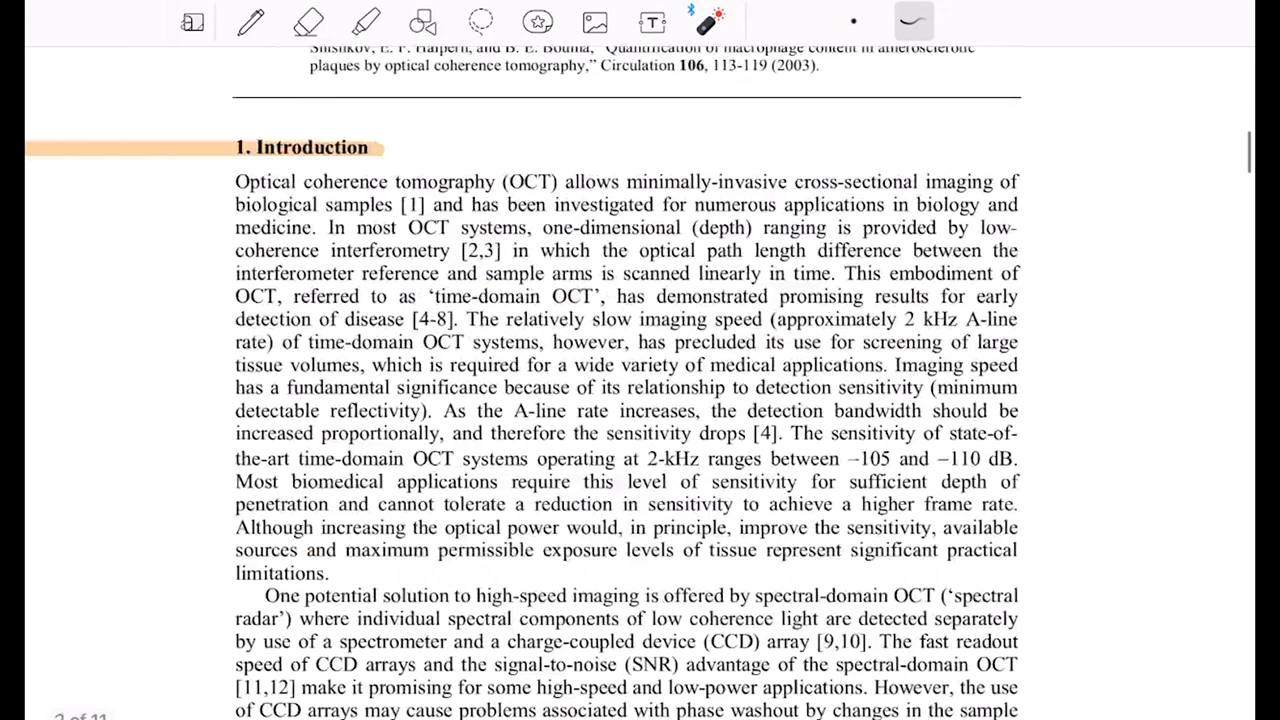 T
Shishkov, E. F. Halpern, and B. E. Bouma, “Quantification of macrophage content in atherosclerotic
plaques by optical coherence tomography,” Circulation 106, 113-119 (2003).
1. Introduction
Optical coherence tomography (OCT) allows minimally-invasive cross-sectional imaging of
biological samples [1] and has been investigated for numerous applications in biology and
medicine. In most OCT systems, one-dimensional (depth) ranging is provided by low-
coherence interferometry [2,3] in which the optical path length difference between the
interferometer reference and sample arms is scanned linearly in time. This embodiment of
OCT, referred to as ‘time-domain OCT’, has demonstrated promising results for early
detection of disease [4-8]. The relatively slow imaging speed (approximately 2 kHz A-line
rate) of time-domain OCT systems, however, has precluded its use for screening of large
tissue volumes, which is required for a wide variety of medical applications. Imaging speed
has a fundamental significance because of its relationship to detection sensitivity (minimum
detectable reflectivity). As the A-line rate increases, the detection bandwidth should be
increased proportionally, and therefore the sensitivity drops [4]. The sensitivity of state-of-
the-art time-domain OCT systems operating at 2-kHz ranges between −105 and −110 dB.
Most biomedical applications require this level of sensitivity for sufficient depth of
penetration and cannot tolerate a reduction in sensitivity to achieve a higher frame rate.
Although increasing the optical power would, in principle, improve the sensitivity, available
sources and maximum permissible exposure levels of tissue represent significant practical
limitations.
One potential solution to high-speed imaging is offered by spectral-domain OCT (‘spectral
radar’) where individual spectral components of low coherence light are detected separately
by use of a spectrometer and a charge-coupled device (CCD) array [9,10]. The fast readout
speed of CCD arrays and the signal-to-noise (SNR) advantage of the spectral-domain OCT
[11,12] make it promising for some high-speed and low-power applications. However, the use
of CCD arrays may cause problems associated with phase washout by changes in the sample
2 of 11